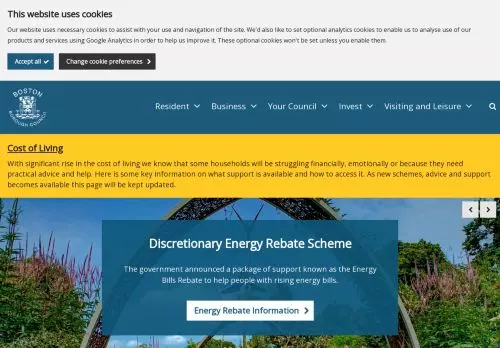 This website uses cookies
Our website uses necessary cookies to assist with your use and navigation of the site. We'd also like to set optional analytics cookies to enable us to analyse use of our
products and services using Google Analytics in order to help us improve it. These optional cookies won't be set unless you enable them.
Accept all
Change cookie preferences
BOSTON
BOROUGH COUNCIL
Resident
Business
Your Council
Invest
Visiting and Leisure
Cost of Living
With significant rise in the cost of living we know that some households will be struggling financially, emotionally or because they need
practical advice and help. Here is some key information on what support is available and how to access it. As new schemes, advice and support
becomes available this page will be kept updated.
Discretionary Energy Rebate Scheme
The government announced a package of support known as the Energy
Bills Rebate to help people with rising energy bills.
Energy Rebate Information